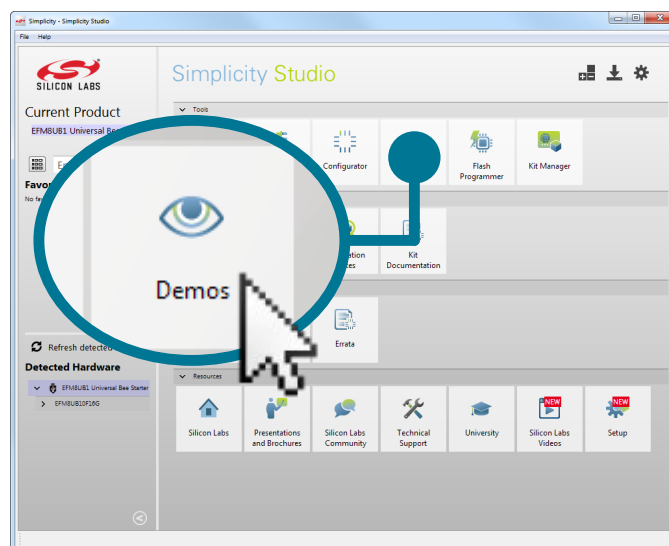 Simplicity - Simplicity Studio
File Help
SILICON LABS
Simplicity Studio
Current Product
EFM8UB1 Universal Bee
Tools
Configurator
Flash
Programmer
Kit Manager
Kit
Documentation
Demos
Errata
Refresh detected
Detected Hardware
EFM8UB1 Universal Bee Starter
EFM8UB10F16G
Resources
Silicon Labs
Presentations
and Brochures
Silicon Labs
Community
Technical
Support
University
NEW
Silicon Labs
Videos
NEW
Setup